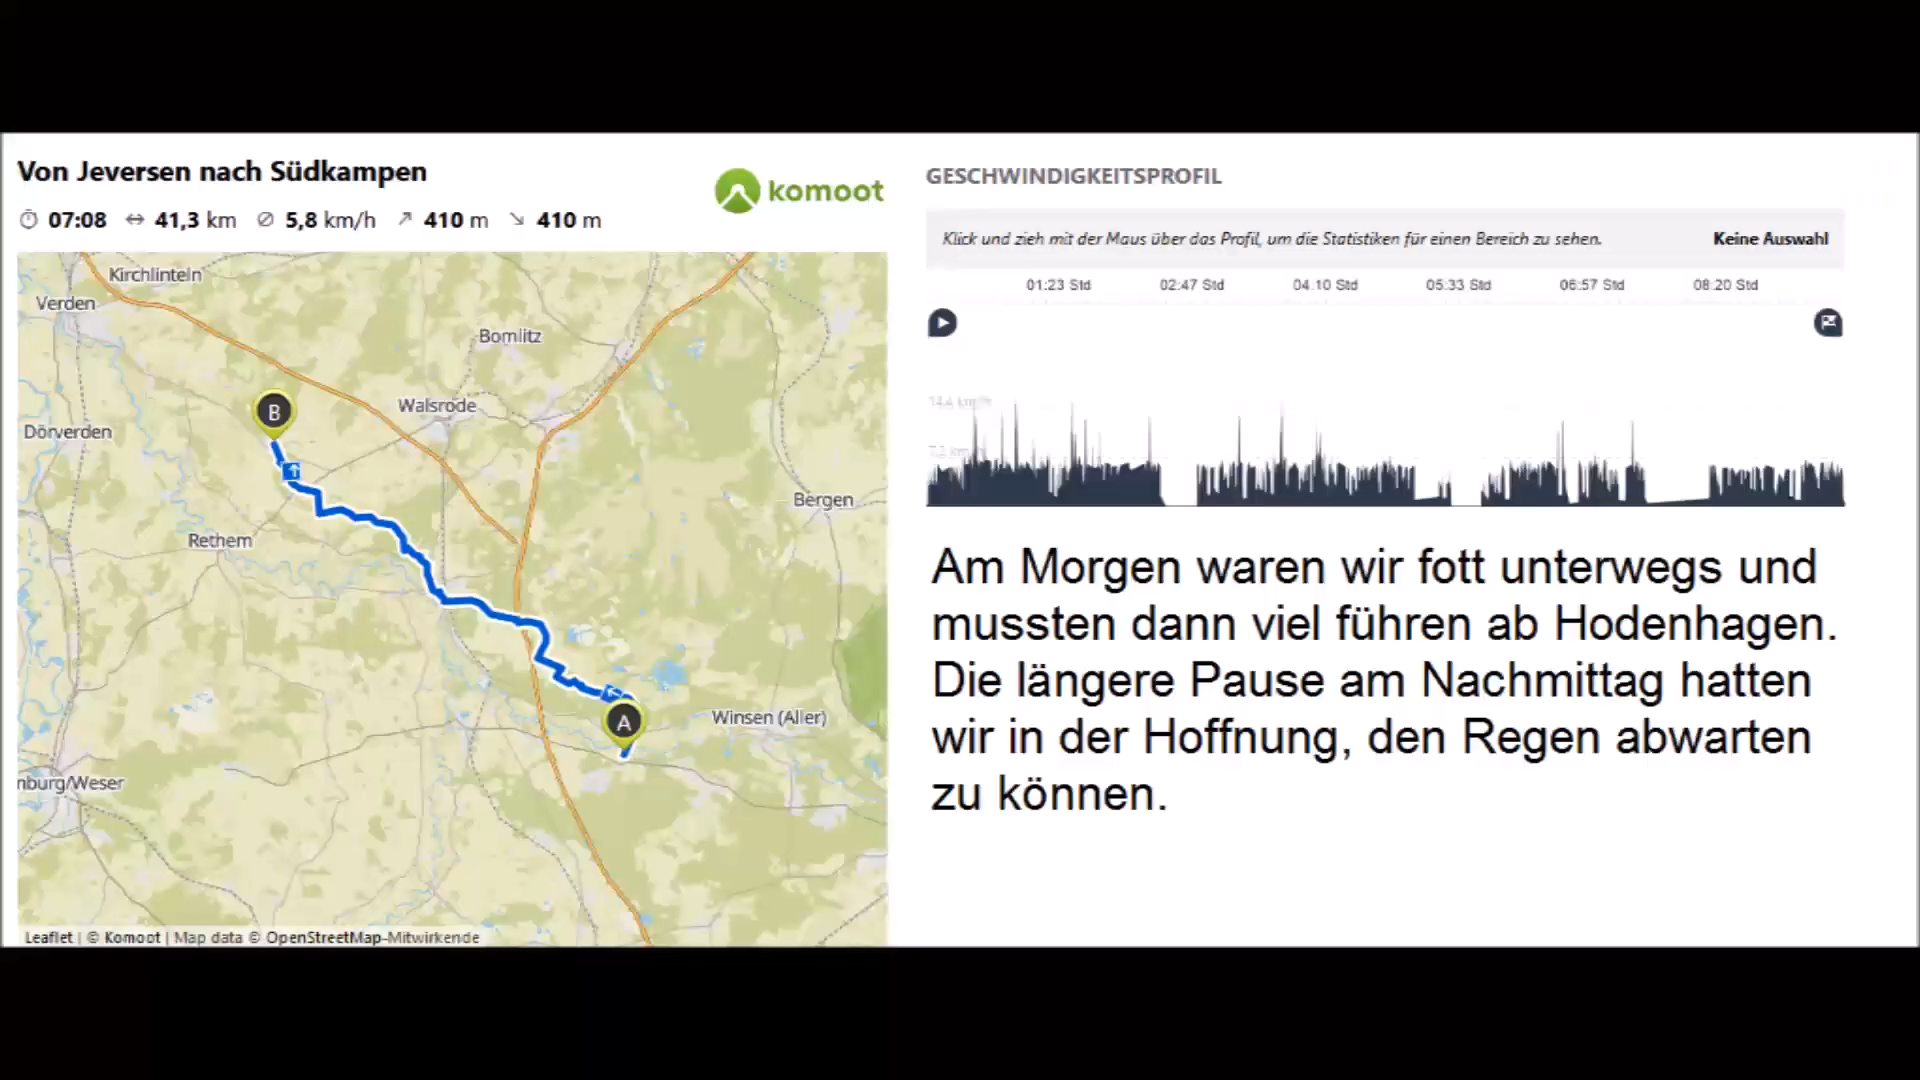 Von Jeversen nach Südkampen
07:08 41,3 km 5,8 km/h 410 m 410 m
komoot
Kirchlinteln
Verden
Bomlitz
Walsrode
B
Dörverden
Bergen
Rethem
Winsen (Aller)
A
nburg/Weser
Leaflet | © Komoot | Map data © OpenStreetMap-Mitwirkende
GESCHWINDIGKEITSPROFIL
Klick und zieh mit der Maus über das Profil, um die Statistiken für einen Bereich zu sehen. Keine Auswahl
01:23 Std 02:47 Std 04:10 Std 05:33 Std 06:57 Std 08:20 Std
14,4 km/h
Am Morgen waren wir fott unterwegs und
mussten dann viel führen ab Hodenhagen.
Die längere Pause am Nachmittag hatten
wir in der Hoffnung, den Regen abwarten
zu können.